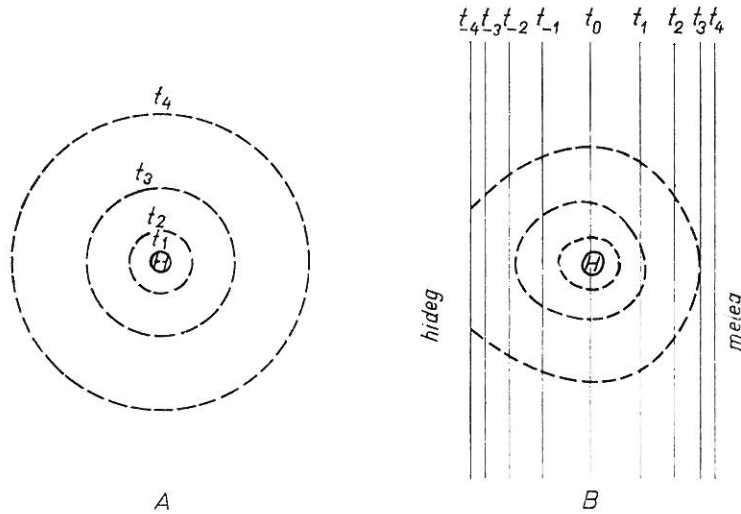 t₄
t₃
t₂
t₁
H
A
t₋₄ t₋₃ t₋₂ t₋₁ t₀ t₁ t₂ t₃ t₄
H
hideg
meleg
B